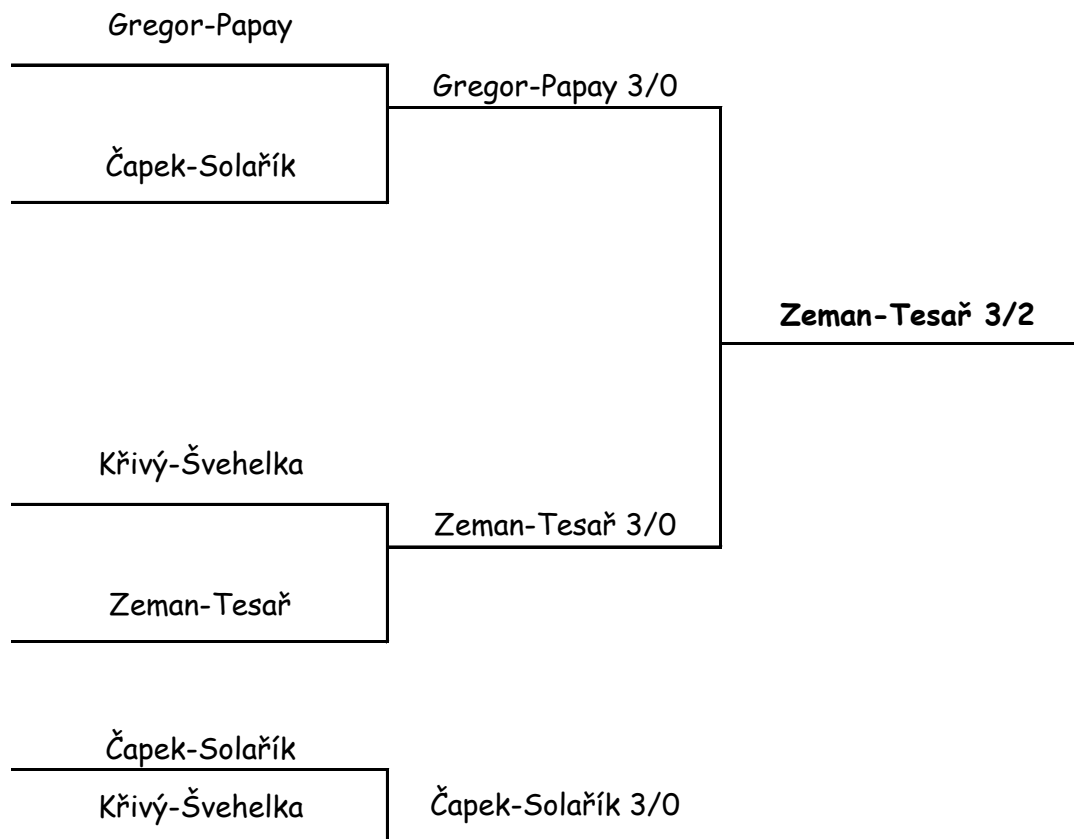 Gregor-Papay
Gregor-Papay 3/0
Čapek-Solařík
Zeman-Tesař 3/2
Křivý-Švehelka
Zeman-Tesař 3/0
Zeman-Tesař
Čapek-Solařík
Křivý-Švehelka
Čapek-Solařík 3/0